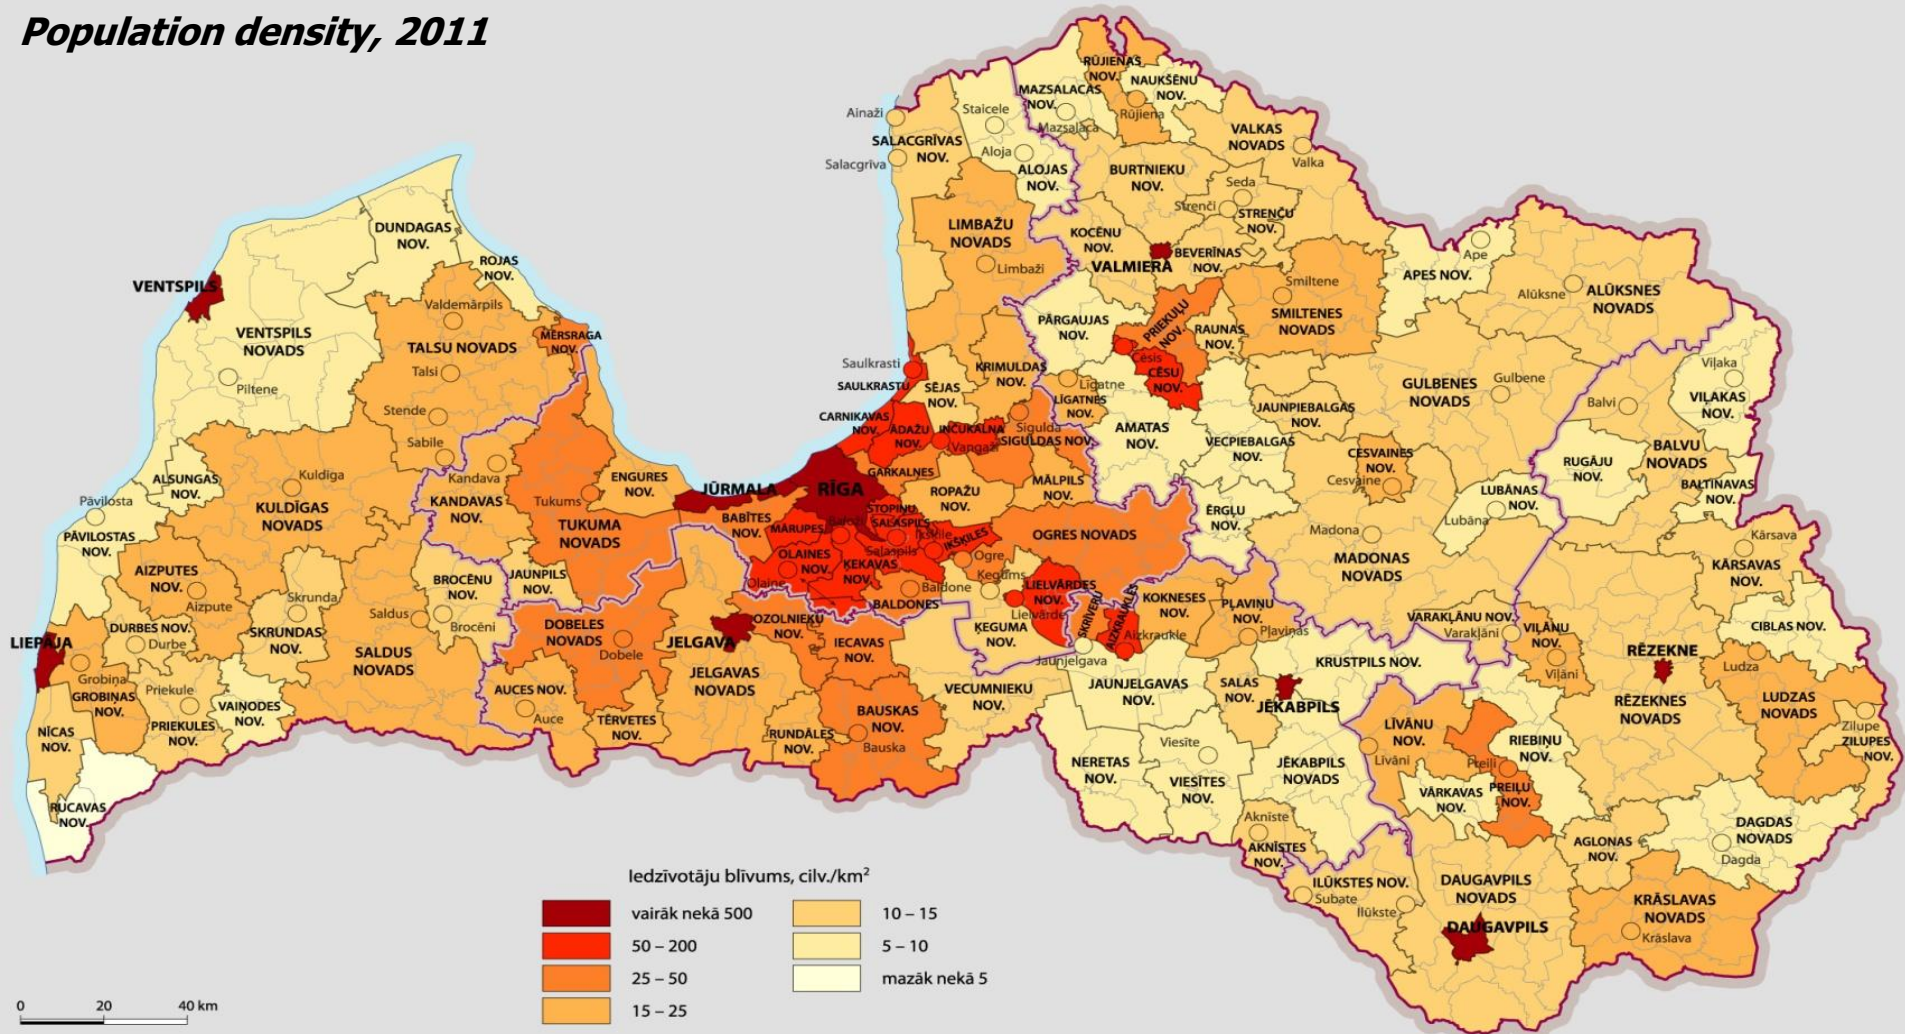 Population density, 2011
RŪJIENAS
NOV.
NAUKŠĒNU
NOV.
MAZSALACAS
NOV.
Mazsalaca
Rūjiena
Ainaži
Staicele
SALACGRĪVAS
NOV.
Salacgrīva
Aloja
ALOJAS
NOV.
VALKAS
NOVADS
Valka
BURTNIEKU
NOV.
Seda
Strenči
STRENČU
NOV.
DUNDAGAS
NOV.
ROJAS
NOV.
LIMBAŽU
NOVADS
Limbaži
KOCĒNU
NOV.
VALMIERA
BEVERĪNAS
NOV.
Ape
APES NOV.
Alūksne
ALŪKSNES
NOVADS
VENTSPILS
VENTSPILS
NOVADS
Piltene
Valdemārpils
TALSU NOVADS
Talsi
Stende
Sabile
MĒRSRAGA
NOV.
PĀRGAUJAS
NOV.
PRIEKUĻU
NOV.
RAUNAS
NOV.
Smiltene
SMILTENES
NOVADS
Cēsis
CĒSU
NOV.
Saulkrasti
SAULKRASTU
SĒJAS
NOV.
KRIMULDAS
NOV.
Līgatne
LĪGATNES
NOV.
GULBENES
NOVADS
Gulbene
Viļaka
VIĻAKAS
NOV.
Balvi
BALVU
NOVADS
CARNIKAVAS
NOV.
ĀDAŽU
NOV.
INČUKALNA
Vangaži
Sigulda
SIGULDAS NOV.
AMATAS
NOV.
JAUNPIEBALGAS
NOV.
VECPIEBALGAS
NOV.
CESVAINES
NOV.
Cesvaine
RUGĀJU
NOV.
BALTINAVAS
NOV.
LUBĀNAS
NOV.
Lubāna
ALSUNGAS
NOV.
Kuldīga
KULDĪGAS
NOVADS
Pāvilosta
PĀVILOSTAS
NOV.
Kandava
KANDAVAS
NOV.
Tukums
TUKUMA
NOVADS
ENGURES
NOV.
JŪRMALA
RĪGA
GARKALNES
ROPAŽU
NOV.
MĀLPILS
NOV.
BABĪTES
NOV.
MĀRUPES
Baloži
STOPIŅU
SALASPILS
Salaspils
Ikšķile
IKŠĶILES
OGRES NOVADS
Ogre
ĒRGĻU
NOV.
Madona
MADONAS
NOVADS
Kārsava
KĀRSAVAS
NOV.
OLAINES
NOV.
Olaine
ĶEKAVAS
NOV.
Baldone
BALDONES
Ķegums
LIELVĀRDES
NOV.
Lielvārde
ĶEGUMA
NOV.
SKRĪVERU
AIZKRAUKLES
Aizkraukle
KOKNESES
NOV.
PĻAVIŅU
NOV.
Pļaviņas
AIZPUTES
NOV.
Aizpute
BROCĒNU
NOV.
Brocēni
JAUNPILS
NOV.
Skrunda
SKRUNDAS
NOV.
Saldus
SALDUS
NOVADS
DURBES NOV.
Durbe
LIEPĀJA
Grobiņa
GROBIŅAS
NOV.
Priekule
PRIEKULES
NOV.
VAIŅODES
NOV.
NĪCAS
NOV.
RUCAVAS
NOV.
DOBELES
NOVADS
Dobele
AUCES NOV.
Auce
TĒRVETES
NOV.
JELGAVA
OZOLNIEKU
NOV.
JELGAVAS
NOVADS
IECAVAS
NOV.
BAUSKAS
NOV.
Bauska
RUNDĀLES
NOV.
VECUMNIEKU
NOV.
Jaunjelgava
JAUNJELGAVAS
NOV.
SALAS
NOV.
JĒKABPILS
KRUSTPILS NOV.
VARAKĻĀNU NOV.
Varakļāni
VIĻĀNU
NOV.
Viļāni
CIBLAS NOV.
RĒZEKNE
RĒZEKNES
NOVADS
Ludza
LUDZAS
NOVADS
Zilupe
ZILUPES
NOV.
NERETAS
NOV.
Viesīte
VIESĪTES
NOV.
JĒKABPILS
NOVADS
Aknīste
AKNĪSTES
NOV.
LĪVĀNU
NOV.
Līvāni
Preiļi
PREIĻU
NOV.
RIEBIŅU
NOV.
VĀRKAVAS
NOV.
AGLONAS
NOV.
DAGDAS
NOVADS
Dagda
ILŪKSTES NOV.
Subate
Ilūkste
DAUGAVPILS
NOVADS
DAUGAVPILS
KRĀSLAVAS
NOVADS
Krāslava
Iedzīvotāju blīvums, cilv./km²
vairāk nekā 500
50 – 200
25 – 50
15 – 25
10 – 15
5 – 10
mazāk nekā 5
0 20 40 km